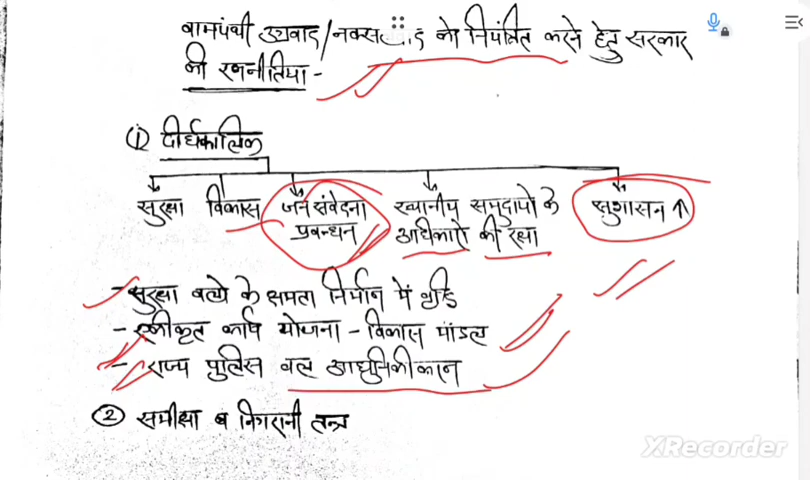 वामपंथी उग्रवाद/नक्सलवाद को नियंत्रित करने हेतु सरकार
की रणनीतियां -
① दीर्घकालिक
सुरक्षा विकास जन संवेदना स्थानीय समुदायों के सुशासन ↑
प्रबन्धन अधिकारों की रक्षा
- सुरक्षा बलों के क्षमता निर्माण में वृद्धि
- एकीकृत कार्य योजना - विकास मॉडल
- राज्य पुलिस बल आधुनिकीकरण
② समीक्षा व निगरानी तन्त्र
XRecorder